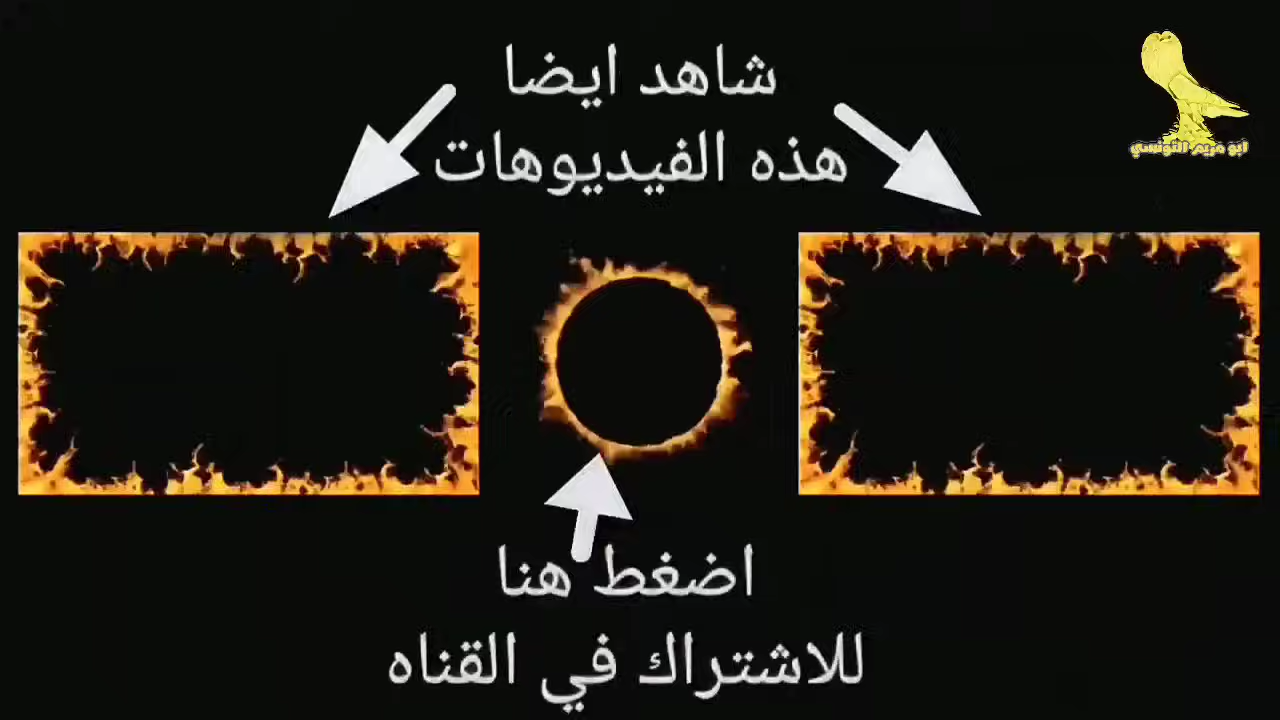 شاهد ايضا
هذه الفيديوهات
ابو مريم التونسي
اضغط هنا
للاشتراك في القناه